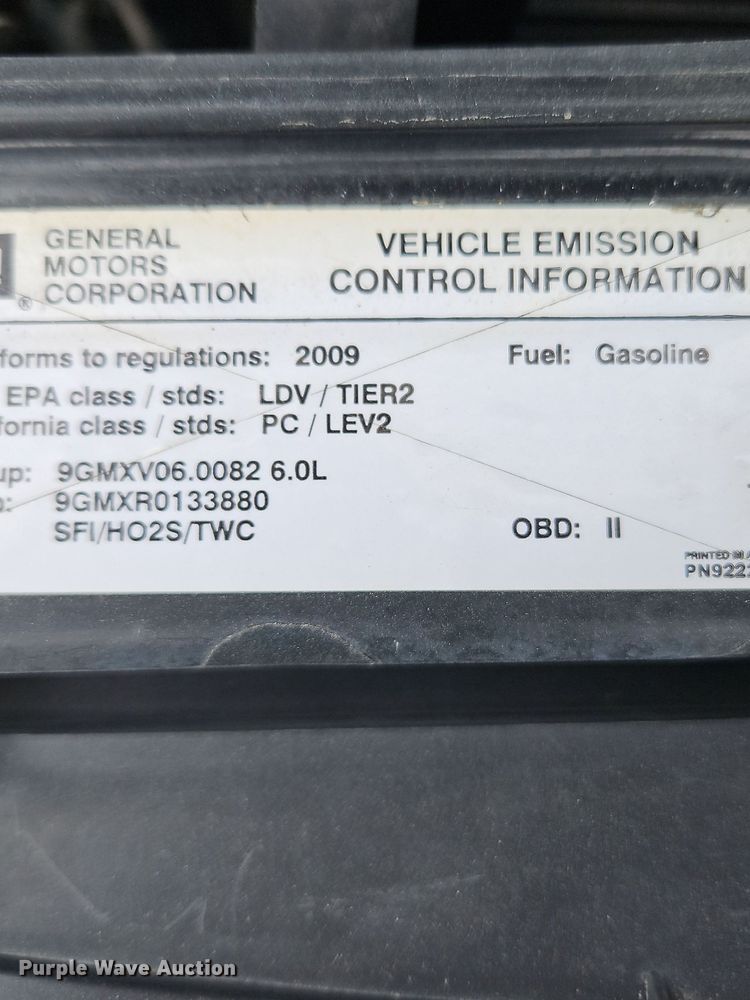 GENERAL
MOTORS
® CORPORATION
VEHICLE EMISSION
CONTROL INFORMATION
forms to regulations: 2009
Fuel: Gasoline
EPA class / stds: LDV / TIER2
fornia class / stds: PC / LEV2
up: 9GMXV06.0082 6.0L
: 9GMXR0133880
SFI/HO2S/TWC
OBD: II
PRINTED IN
PN922
Purple Wave Auction